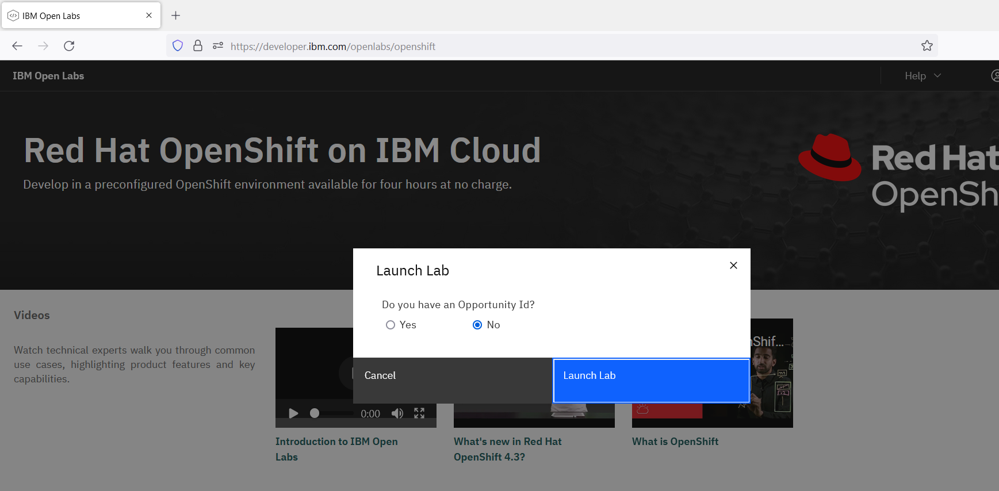 IBM Open Labs
https://developer.ibm.com/openlabs/openshift
IBM Open Labs
Help
Red Hat OpenShift on IBM Cloud
Develop in a preconfigured OpenShift environment available for four hours at no charge.
Red Hat
OpenSh
Launch Lab
Do you have an Opportunity Id?
Yes No
Cancel
Launch Lab
Videos
Watch technical experts walk you through common
use cases, highlighting product features and key
capabilities.
nShif...
0:00
Introduction to IBM Open
Labs
What's new in Red Hat
OpenShift 4.3?
What is OpenShift